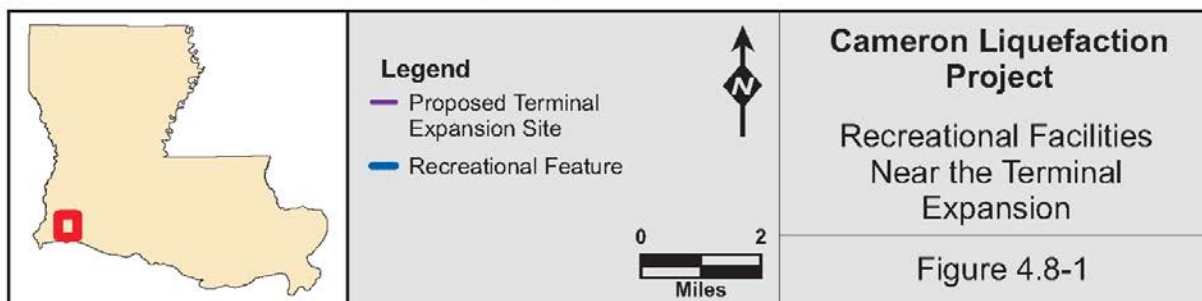 Legend
Proposed Terminal
Expansion Site
Recreational Feature
N
0 2
Miles
Cameron Liquefaction
Project
Recreational Facilities
Near the Terminal
Expansion
Figure 4.8-1